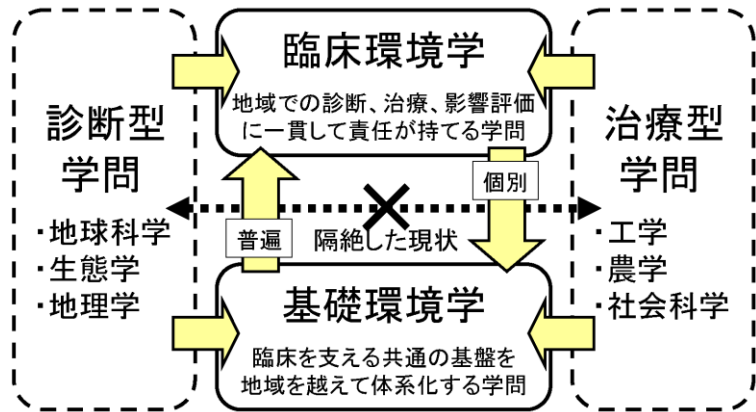 臨床環境学
地域での診断、治療、影響評価
に一貫して責任が持てる学問
診断型
学問
・地球科学
・生態学
・地理学
治療型
学問
・工学
・農学
・社会科学
個別
普遍
隔絶した現状
基礎環境学
臨床を支える共通の基盤を
地域を越えて体系化する学問